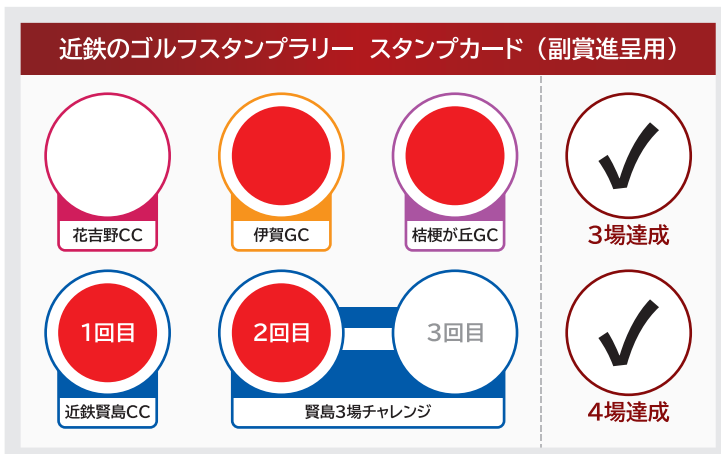 近鉄のゴルフスタンプラリー スタンプカード（副賞進呈用）
花吉野CC
伊賀GC
桔梗が丘GC
3場達成
1回目
2回目
3回目
近鉄賢島CC
賢島3場チャレンジ
4場達成